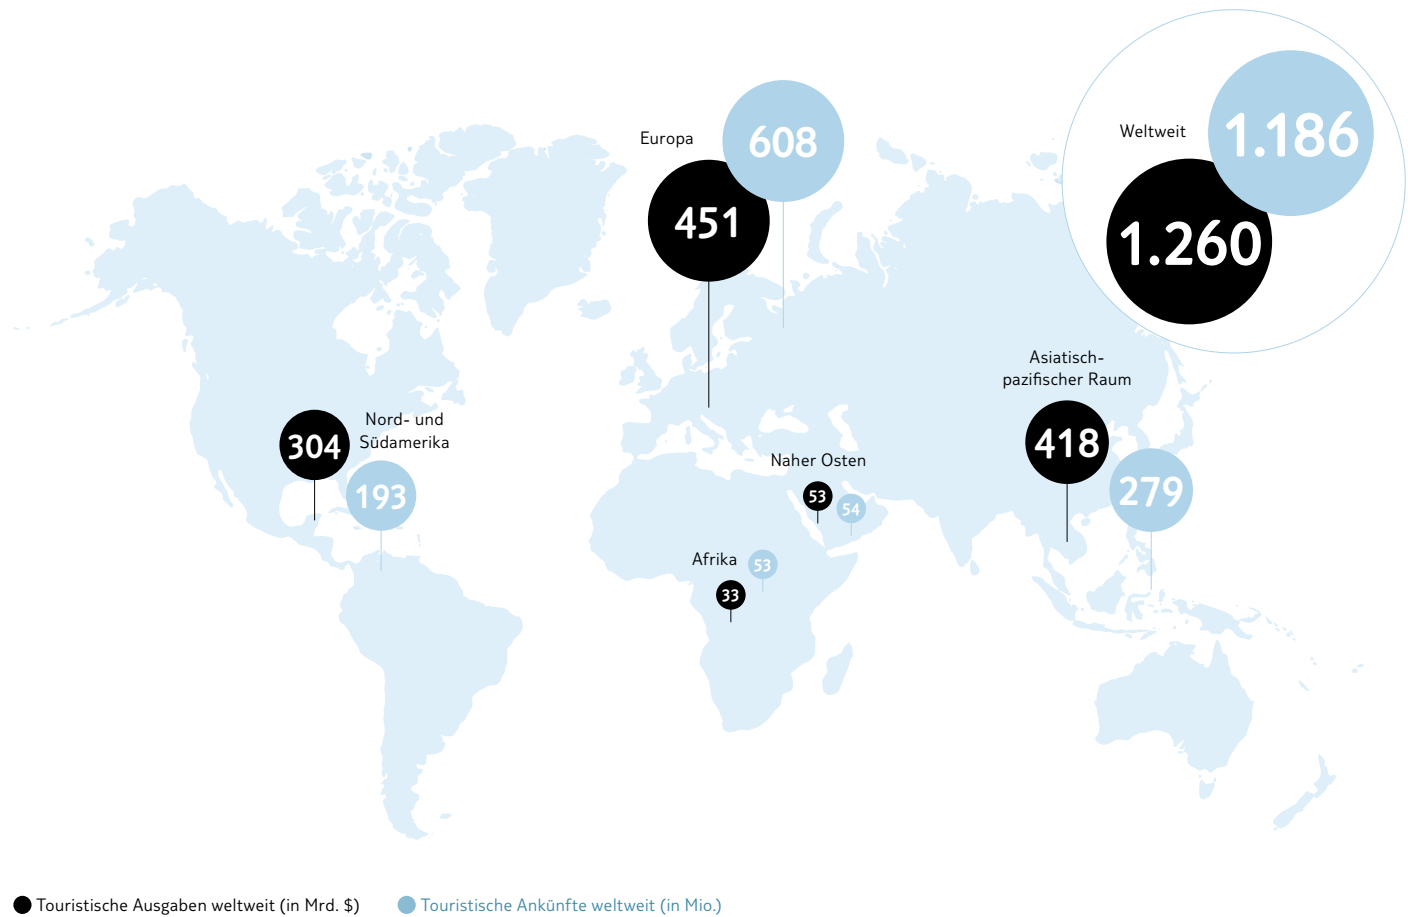 Weltweit
1.186
1.260
Europa
608
451
Nord- und
Südamerika
304
193
Naher Osten
53
54
Afrika
53
33
Asiatisch-
pazifischer Raum
418
279
Touristische Ausgaben weltweit (in Mrd. $)
Touristische Ankünfte weltweit (in Mio.)